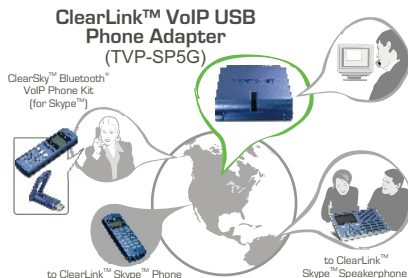 ClearLink™ VoIP USB
Phone Adapter
(TVP-SP5G)
ClearSky™ Bluetooth®
VoIP Phone Kit
(for Skype™)
to ClearLink™ Skype™ Phone
to ClearLink™
Skype™ Speakerphone